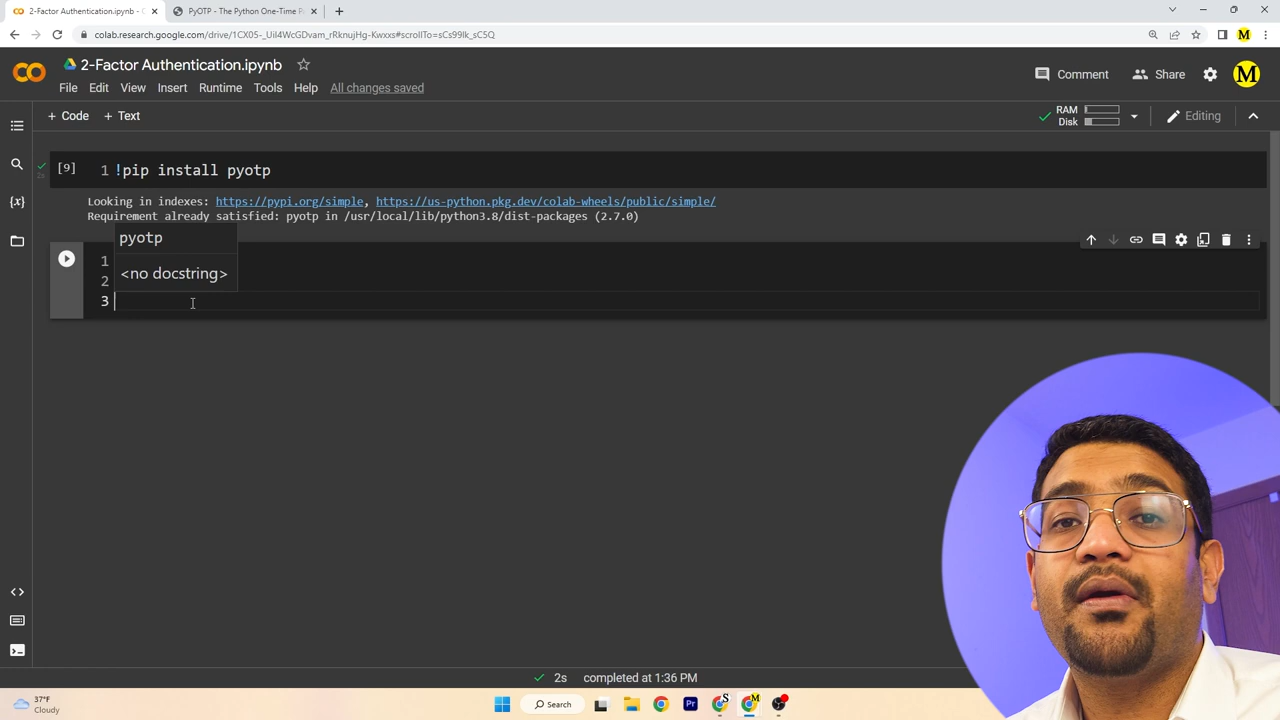 2-Factor Authentication.ipynb - C
PyOTP - The Python One-Time P
colab.research.google.com/drive/1CX05-_Uil4WcGDvam_rRknujHg-Kwxxs#scrollTo=sCs99lk_sC5Q
M
2-Factor Authentication.ipynb
Comment
Share
M
File Edit View Insert Runtime Tools Help All changes saved
+ Code + Text
RAM
Disk
Editing
[9] 1 !pip install pyotp
2s
Looking in indexes: https://pypi.org/simple, https://us-python.pkg.dev/colab-wheels/public/simple/
Requirement already satisfied: pyotp in /usr/local/lib/python3.8/dist-packages (2.7.0)
pyotp
1
<no docstring>
2
3
{x}
2s completed at 1:36 PM
37°F
Cloudy
Search
Pr
S
M